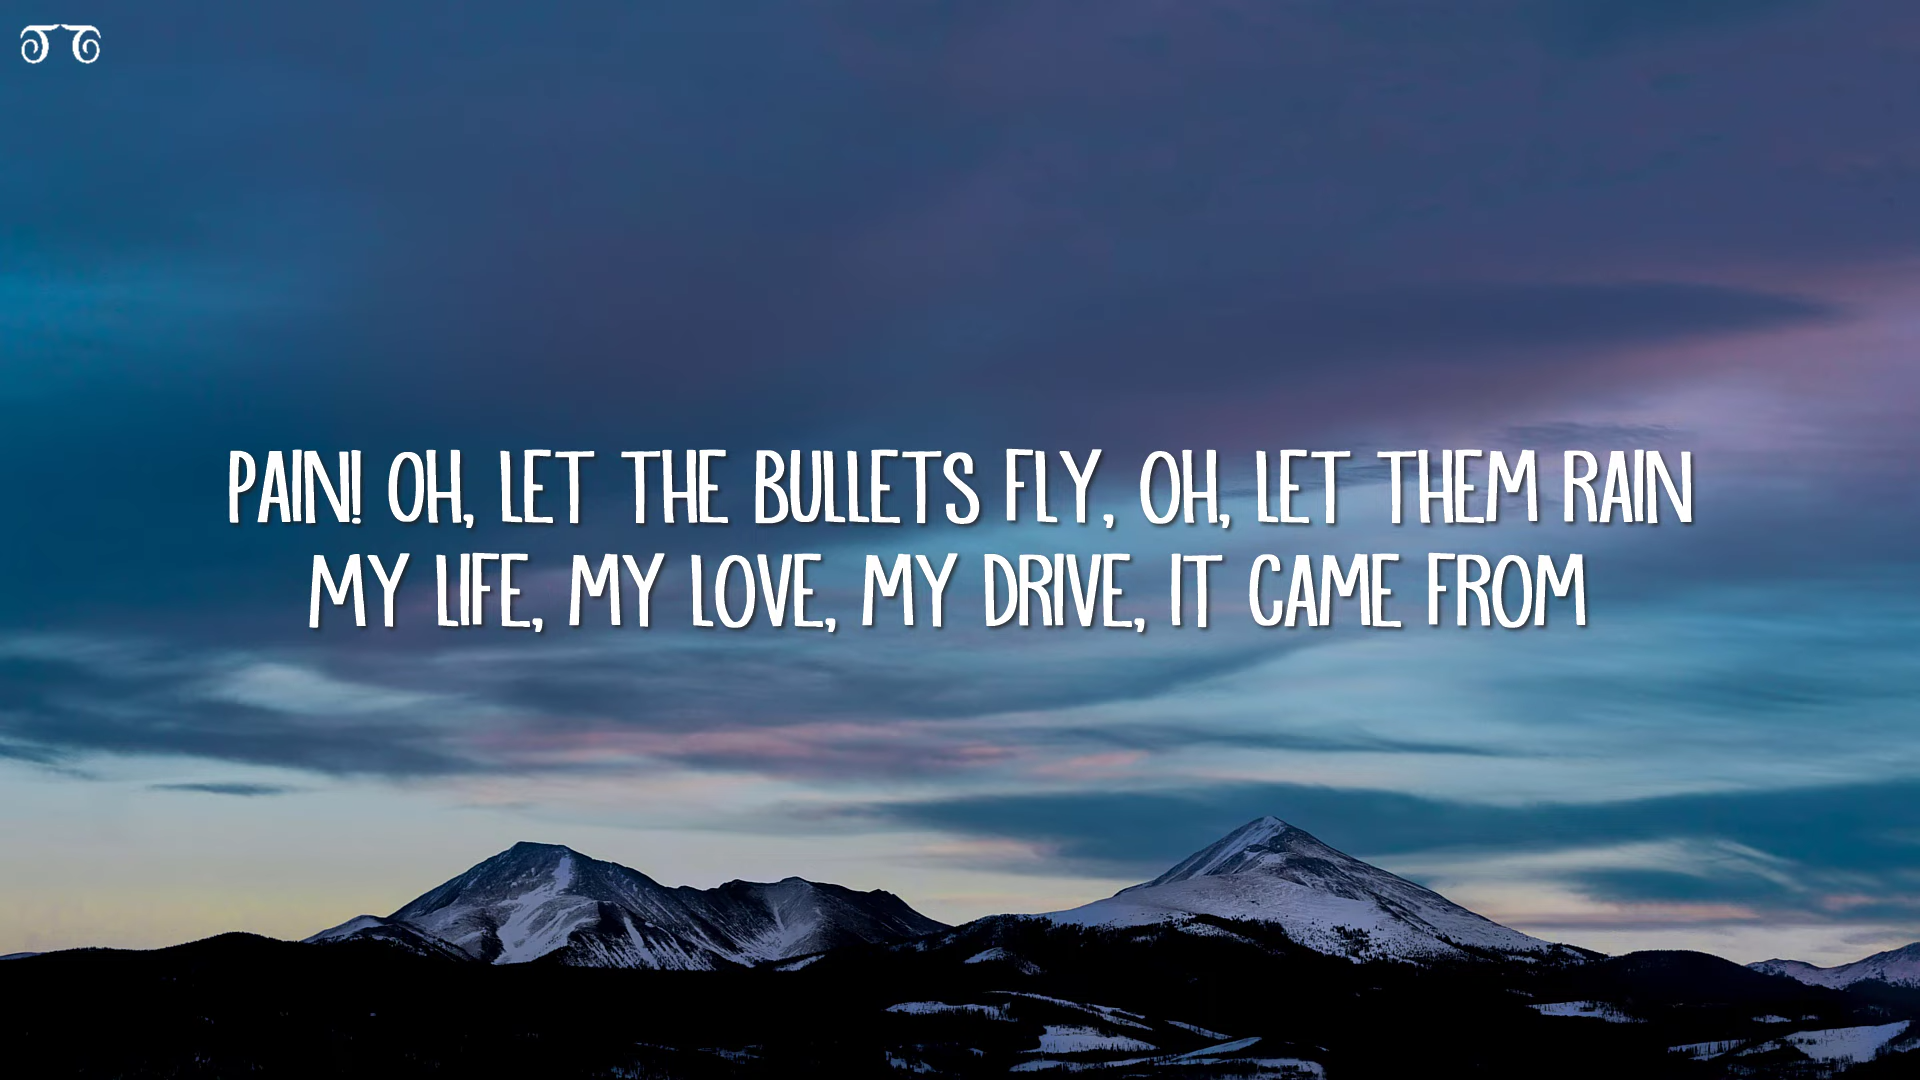 PAIN! OH, LET THE BULLETS FLY, OH, LET THEM RAIN
MY LIFE, MY LOVE, MY DRIVE, IT CAME FROM